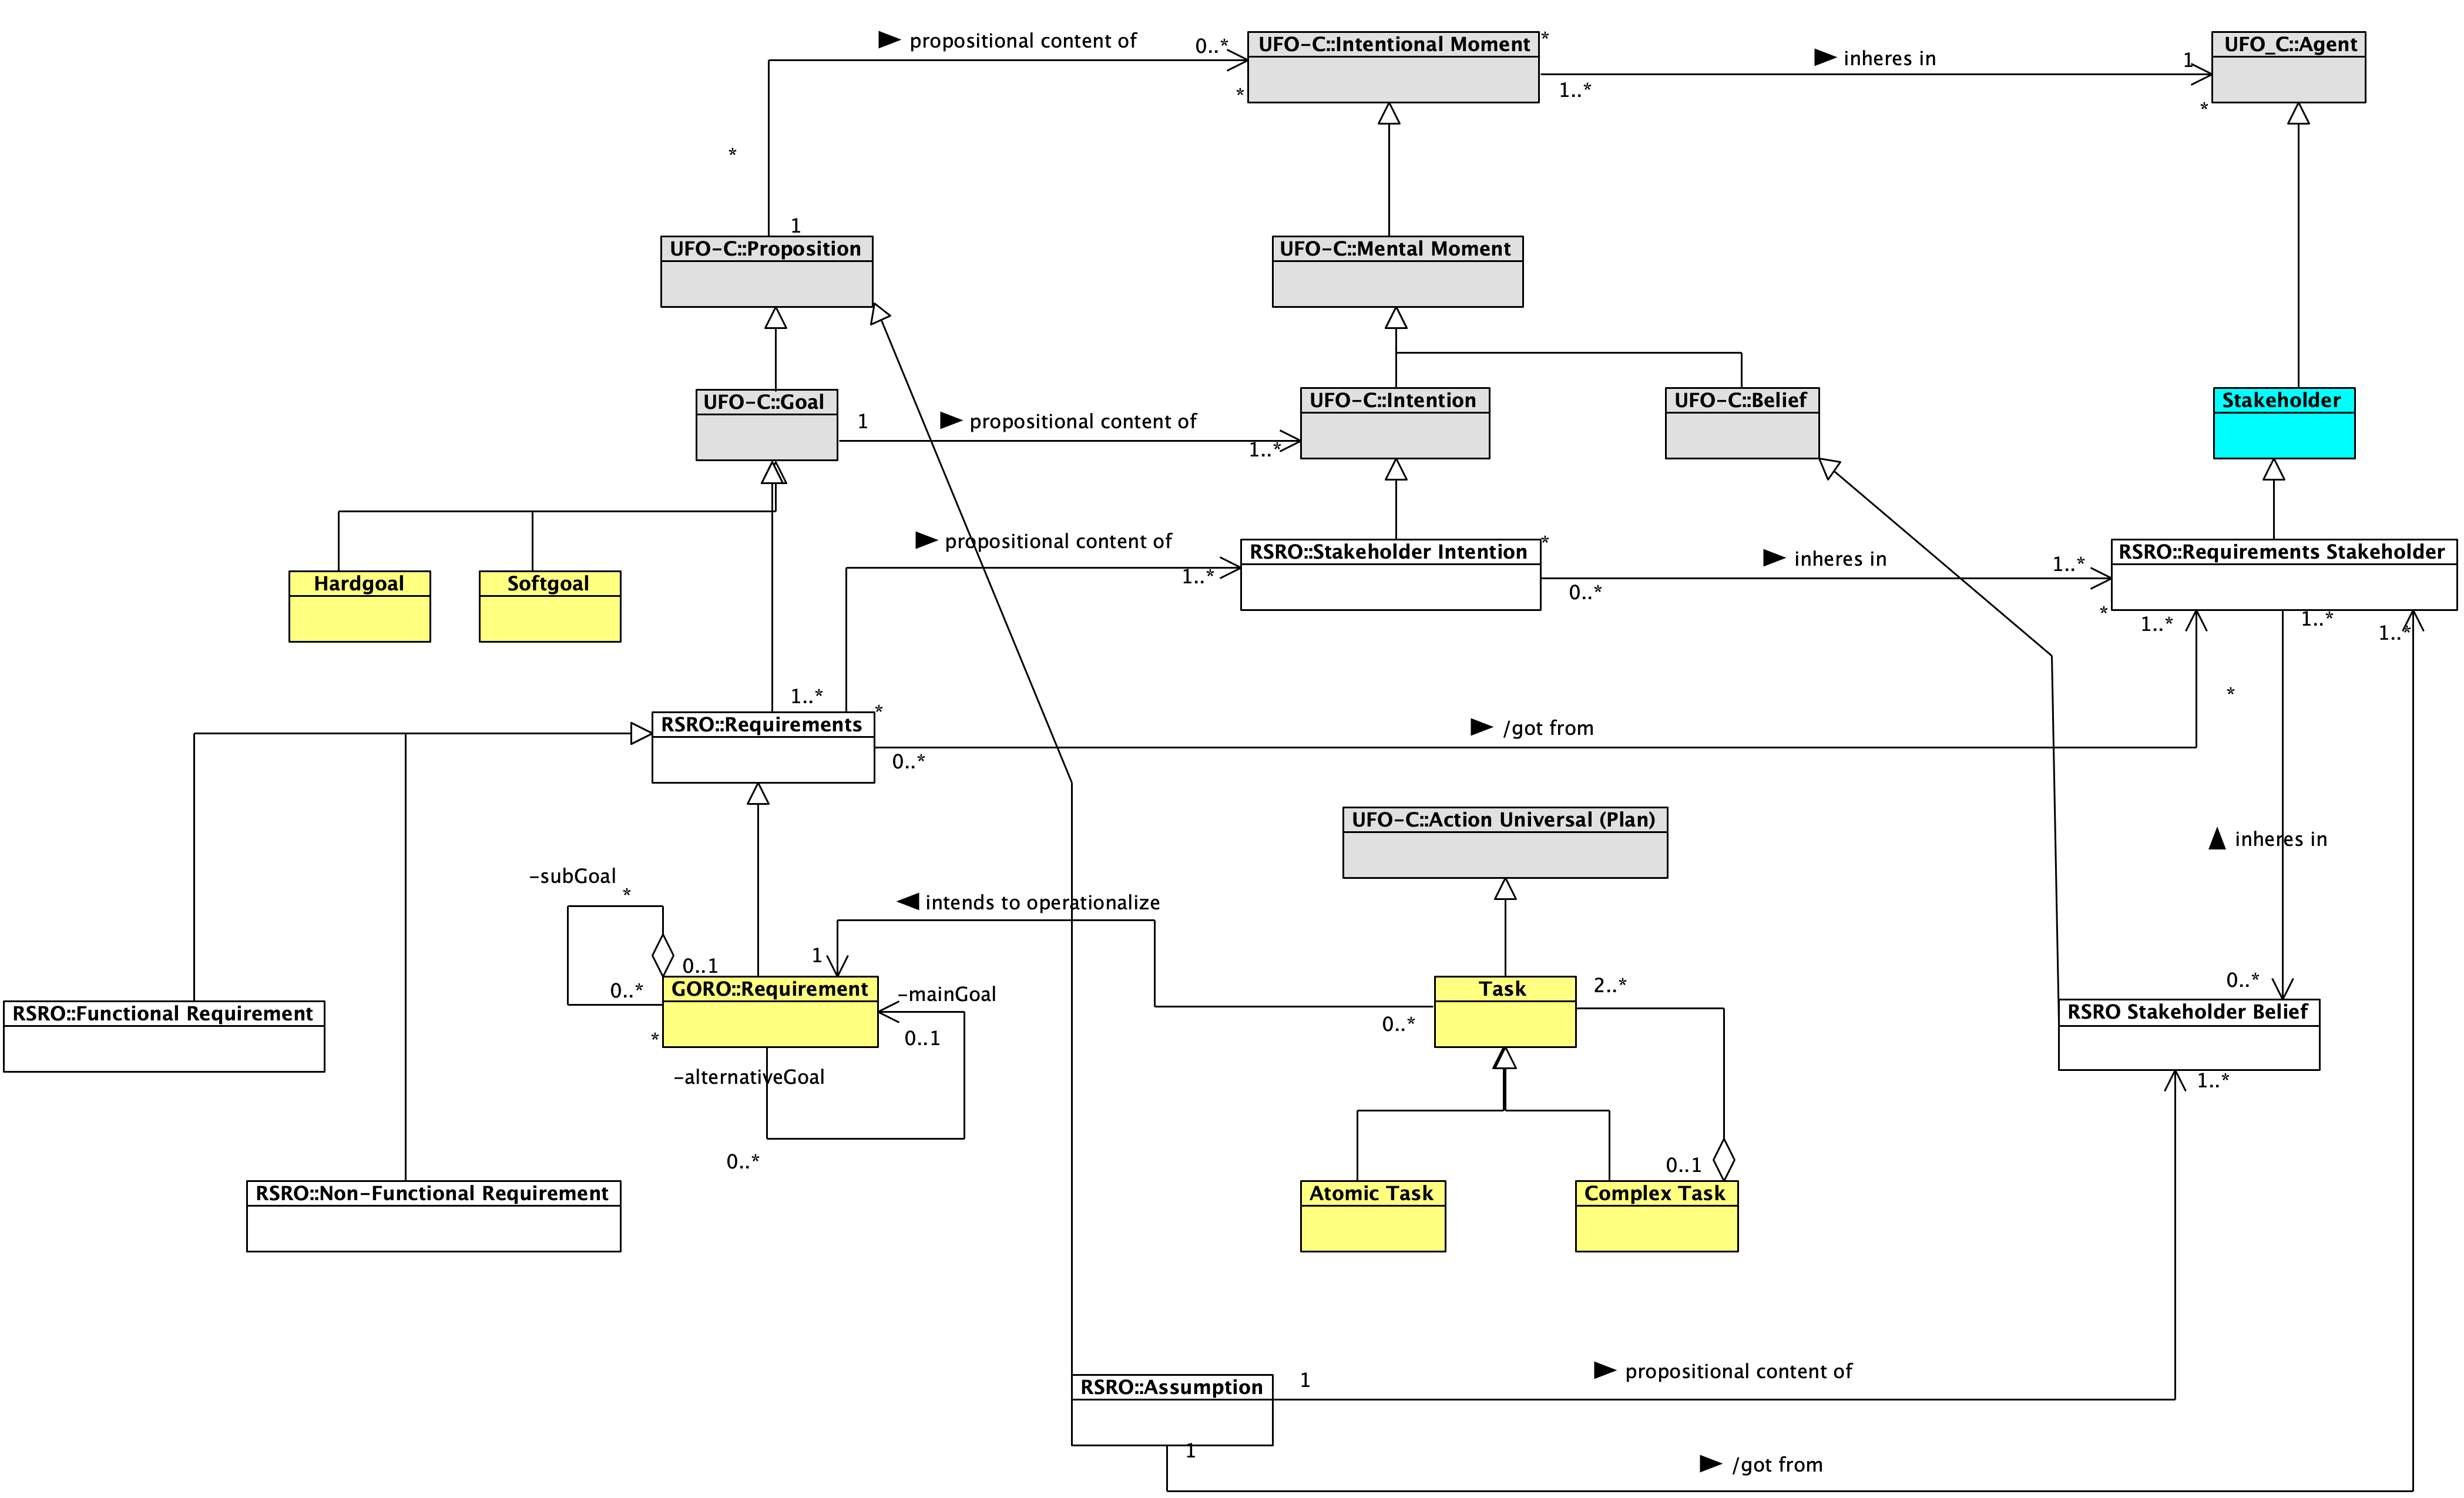 ► propositional content of
0..*
UFO-C::Intentional Moment
*
UFO_C::Agent
► inheres in
1
*
1..*
*
*
1
UFO-C::Proposition
UFO-C::Mental Moment
UFO-C::Goal
1
► propositional content of
1..*
UFO-C::Intention
UFO-C::Belief
Stakeholder
► propositional content of
1..*
RSRO::Stakeholder Intention
*
► inheres in
0..*
1..*
RSRO::Requirements Stakeholder
Hardgoal
Softgoal
*
1..*
1..*
1..*
1..*
*
*
RSRO::Requirements
► /got from
0..*
UFO-C::Action Universal (Plan)
▲ inheres in
-subGoal
*
◄ intends to operationalize
1
0..1
0..*
GORO::Requirement
-mainGoal
0..1
*
-alternativeGoal
0..*
Task
2..*
0..*
0..*
RSRO Stakeholder Belief
1..*
RSRO::Functional Requirement
RSRO::Non-Functional Requirement
0..1
Atomic Task
Complex Task
RSRO::Assumption
1
► propositional content of
1
► /got from